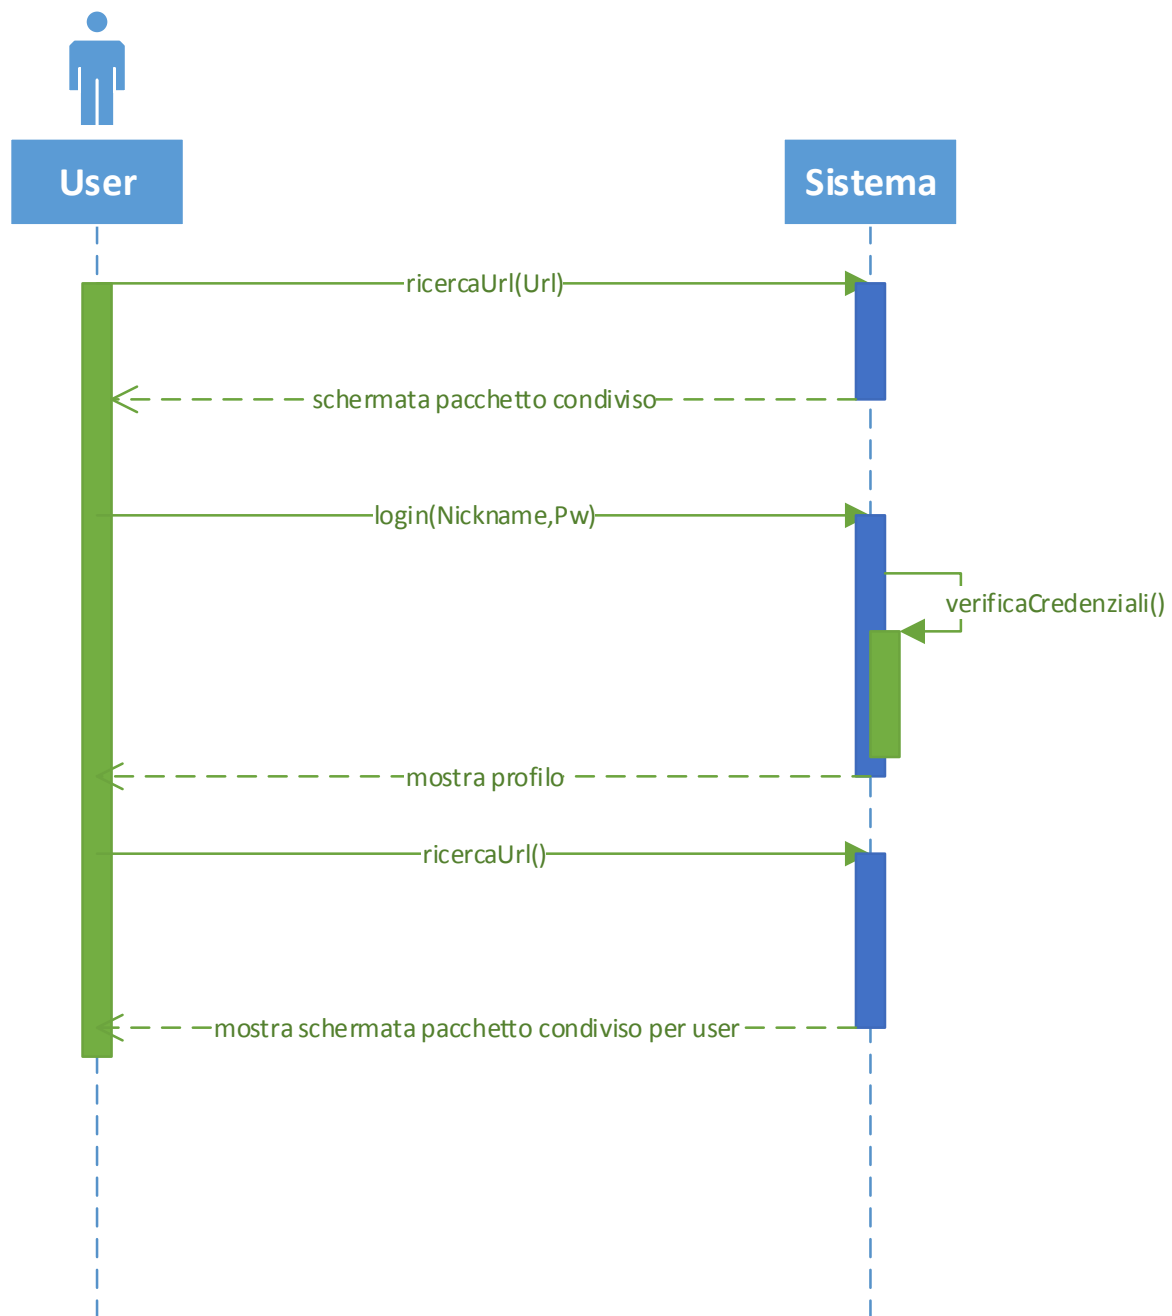 User
Sistema
ricercaUrl(Url)
schermata pacchetto condiviso
login(Nickname,Pw)
verificaCredenziali()
mostra profilo
ricercaUrl()
mostra schermata pacchetto condiviso per user